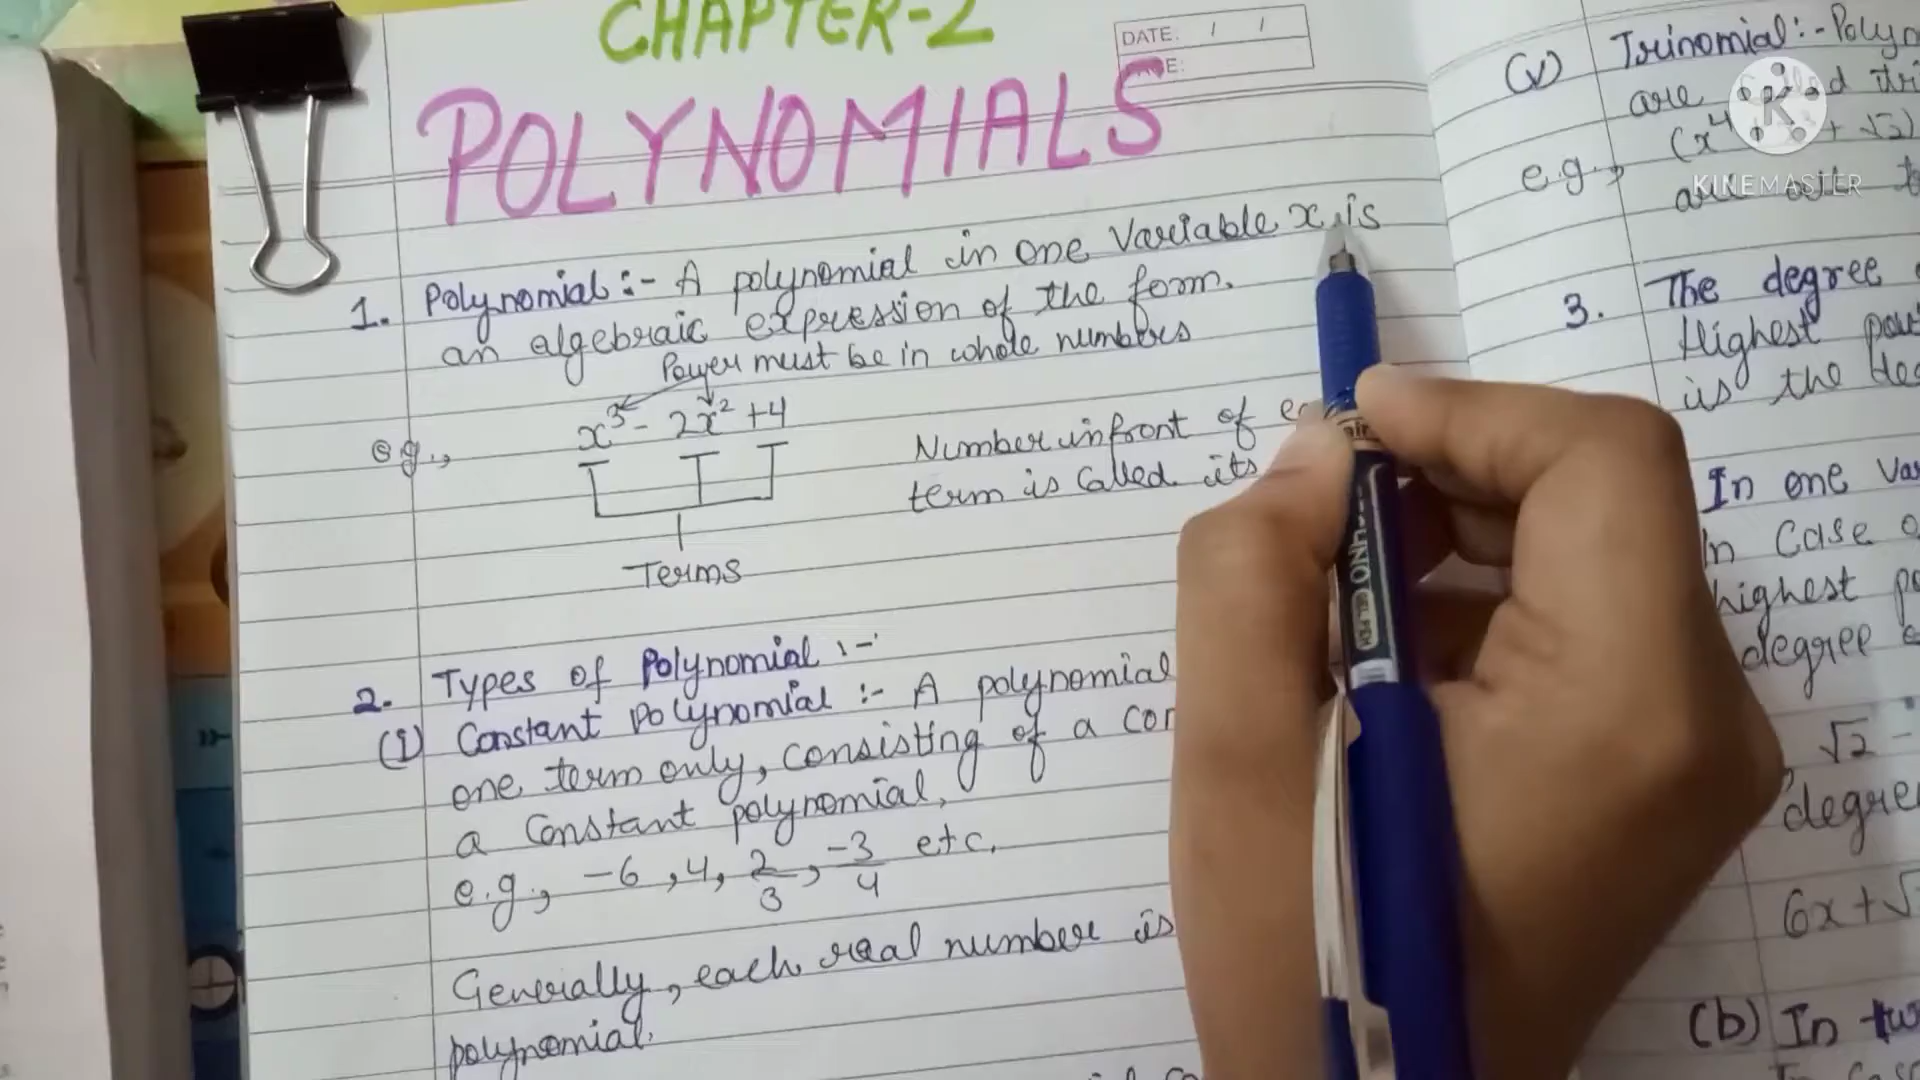 CHAPTER-2
DATE: / /
POLYNOMIALS
1. Polynomial :- A polynomial in one Variable x is
an algebraic expression of the form.
Power must be in whole numbers
e.g., x³ - 2x² + 4
Number in front of
term is Called its
Terms
2. Types of Polynomial :-
(i) Constant Polynomial :- A polynomial
one term only, consisting of a
a Constant polynomial,
e.g., -6, 4, 2/3, -3/4 etc.
Generally, each real number is
polynomial.
(v) Trinomial :-
are
e.g.,
3. The degree
Highest
is the
In one
In Case
highest
degree
√2 -
degree
6x + √
(b) In
KINEMASTER